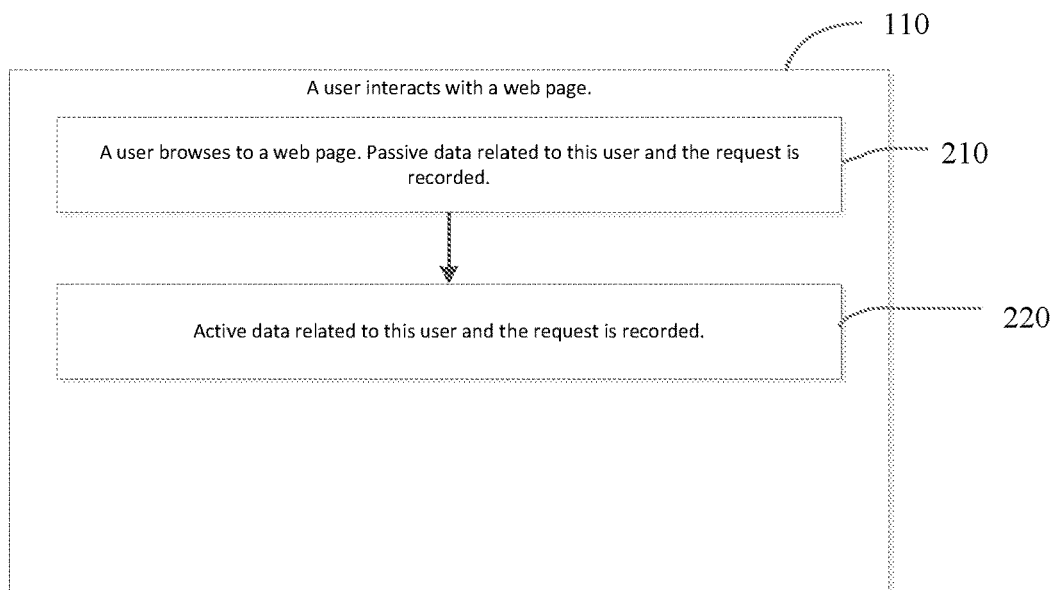 110
A user interacts with a web page.
A user browses to a web page. Passive data related to this user and the request is
recorded.
210
Active data related to this user and the request is recorded.
220